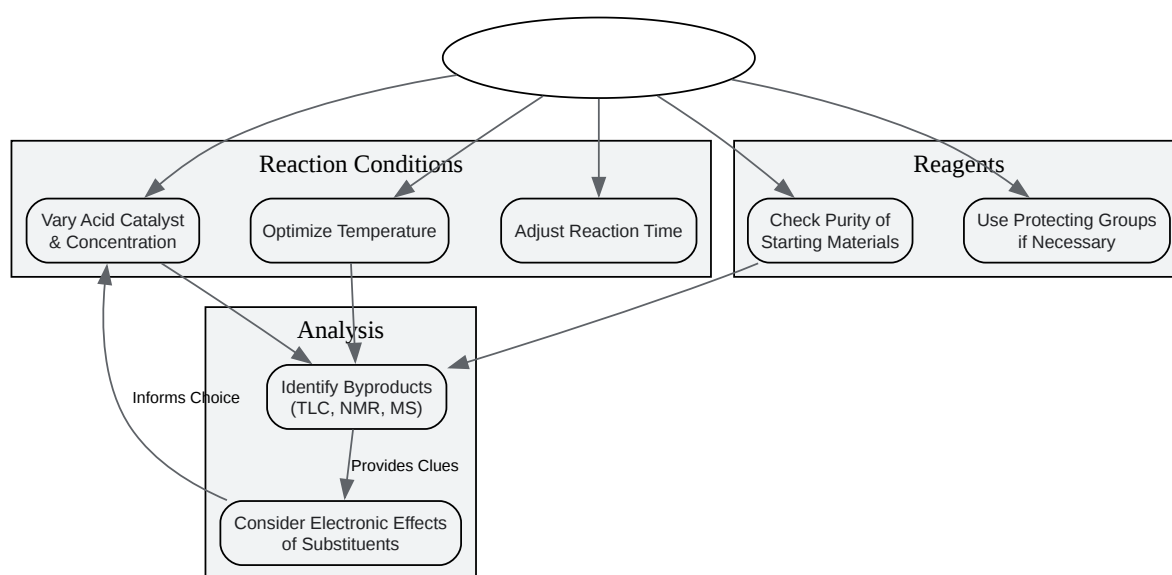 Reaction Conditions
Reagents
Vary Acid Catalyst
& Concentration
Optimize Temperature
Adjust Reaction Time
Check Purity of
Starting Materials
Use Protecting Groups
if Necessary
Analysis
Identify Byproducts
(TLC, NMR, MS)
Informs Choice
Provides Clues
Consider Electronic Effects
of Substituents